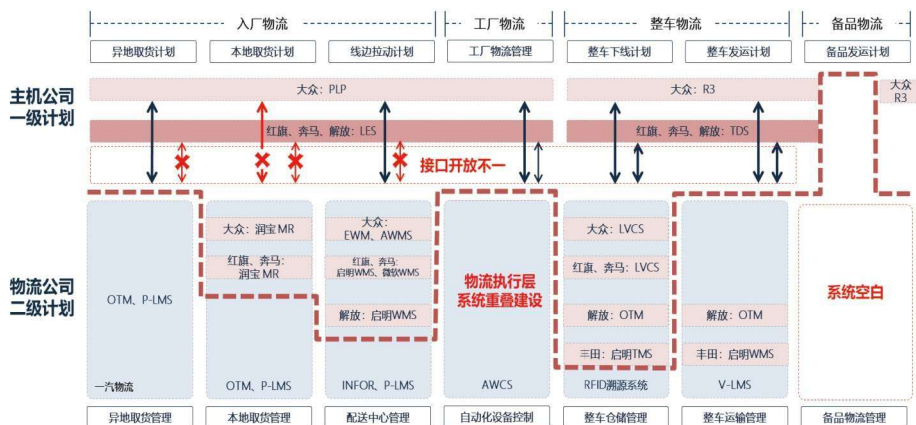 入厂物流
工厂物流
整车物流
备品物流
异地取货计划
本地取货计划
线边拉动计划
工厂物流管理
整车下线计划
整车发运计划
备品发运计划
主机公司
一级计划
大众：PLP
大众：R3
大众
R3
红旗、奔马、解放：LES
红旗、奔马、解放：TDS
接口开放不一
物流公司
二级计划
OTM、P-LMS
一汽物流
大众：润宝 MR
红旗、奔马：
润宝 MR
OTM、P-LMS
大众：
EWM、AWMS
红旗、奔马：
启明WMS、微软WMS
解放：启明WMS
INFOR、P-LMS
物流执行层
系统重叠建设
AWCS
大众：LVCS
红旗、奔马：LVCS
解放：OTM
丰田：启明TMS
RFID溯源系统
解放：OTM
丰田：启明WMS
V-LMS
系统空白
异地取货管理
本地取货管理
配送中心管理
自动化设备控制
整车仓储管理
整车运输管理
备品物流管理